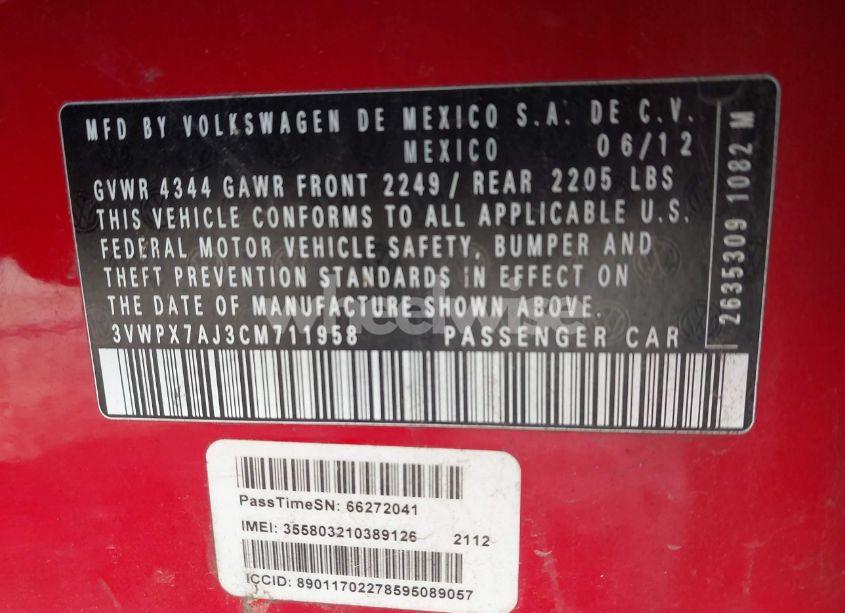 MFD BY VOLKSWAGEN DE MEXICO S.A. DE C.V.
MEXICO 06/12
GVWR 4344 GAWR FRONT 2249/ REAR 2205 LBS
THIS VEHICLE CONFORMS TO ALL APPLICABLE U.S.
FEDERAL MOTOR VEHICLE SAFETY, BUMPER AND
THEFT PREVENTION STANDARDS IN EFFECT ON
THE DATE OF MANUFACTURE SHOWN ABOVE.
3VWPX7AJ3CM711958 PASSENGER CAR
2635309 1082 M
wheelwise
PassTimeSN: 66272041
IMEI: 355803210389126 2112
ICCID: 89011702278595089057